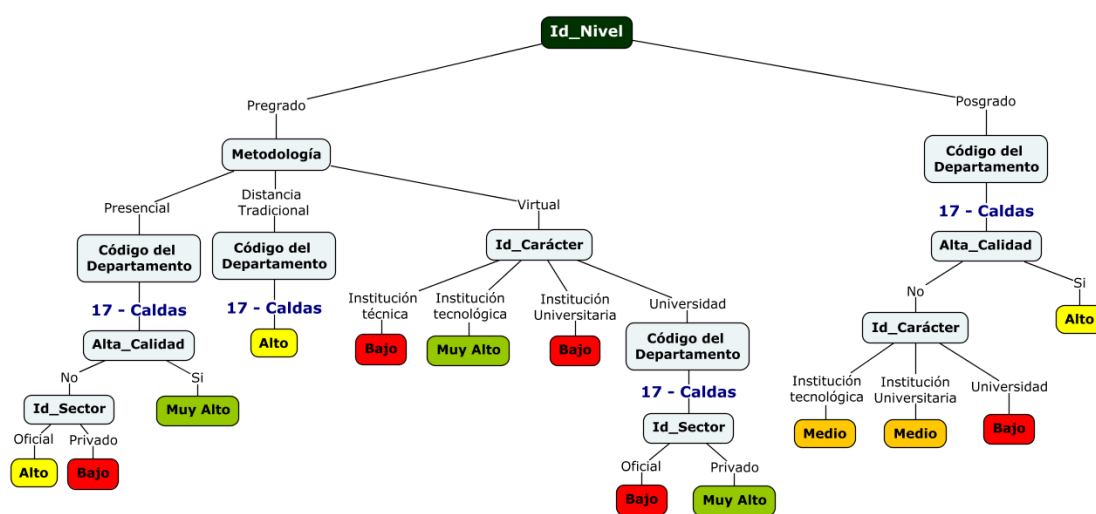 Id_Nivel
Pregrado
Posgrado
Metodología
Código del
Departamento
Presencial
Distancia
Tradicional
Virtual
17 - Caldas
Código del
Departamento
Código del
Departamento
Id_Carácter
Alta_Calidad
17 - Caldas
17 - Caldas
Institución
técnica
Institución
tecnológica
Institución
Universitaria
Universidad
No
Si
Alta_Calidad
Alto
Bajo
Muy Alto
Bajo
Código del
Departamento
Id_Carácter
Alto
No
Si
17 - Caldas
Institución
tecnológica
Institución
Universitaria
Universidad
Id_Sector
Muy Alto
Id_Sector
Medio
Medio
Bajo
Oficial
Privado
Oficial
Privado
Alto
Bajo
Bajo
Muy Alto